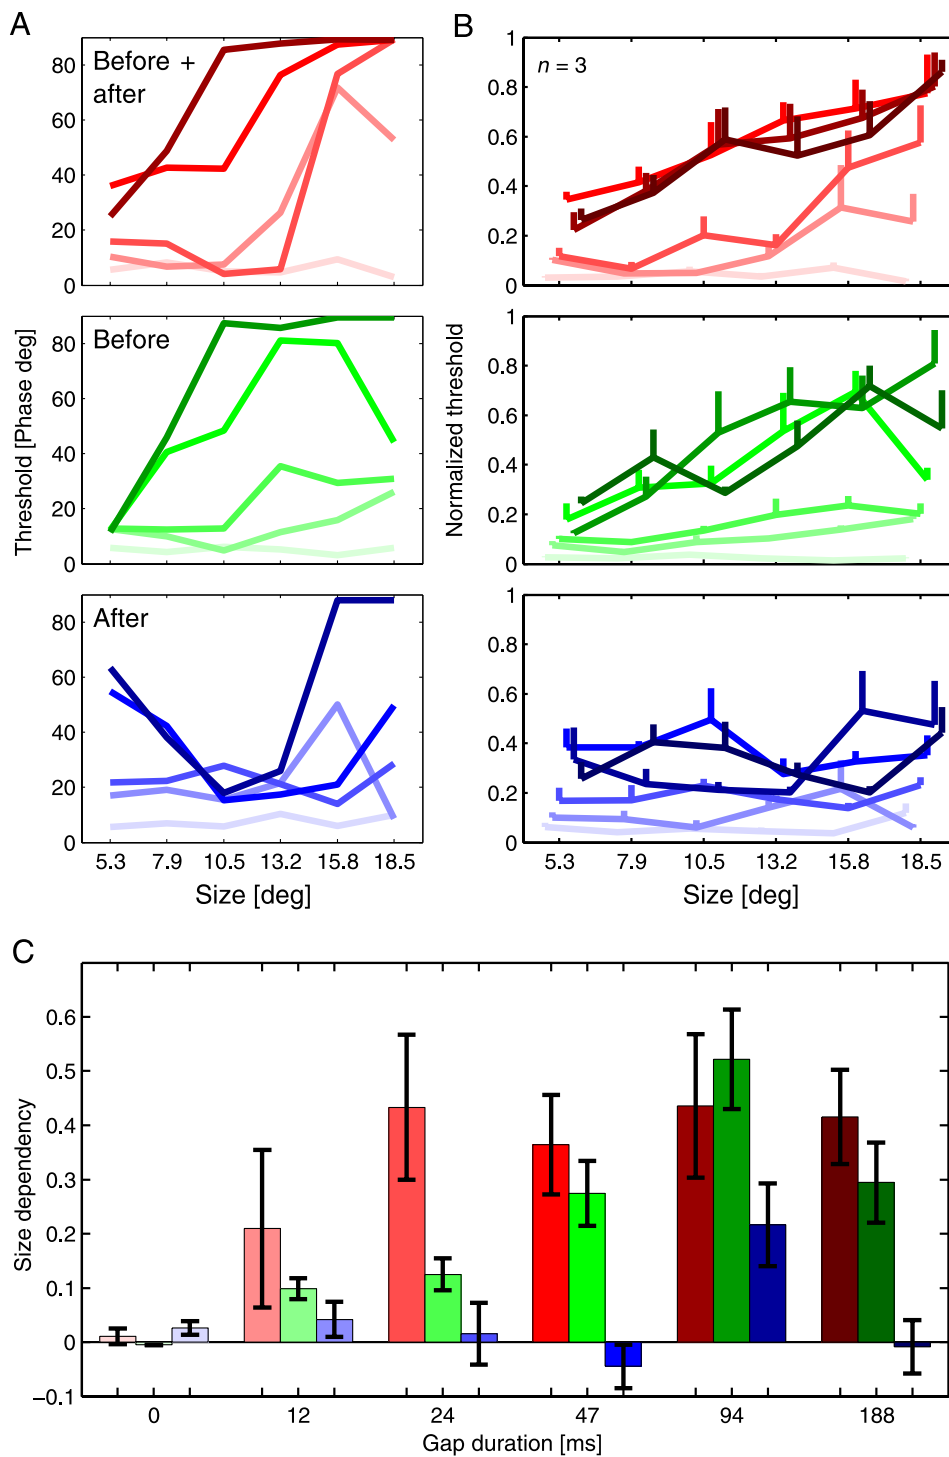 A
B
Before +
after
80
60
40
20
0
n = 3
1
0.8
0.6
0.4
0.2
0
Before
80
60
40
20
0
Threshold [Phase deg]
1
0.8
0.6
0.4
0.2
0
Normalized threshold
After
80
60
40
20
0
5.3 7.9 10.5 13.2 15.8 18.5
Size [deg]
1
0.8
0.6
0.4
0.2
0
5.3 7.9 10.5 13.2 15.8 18.5
Size [deg]
C
0.6
0.5
0.4
0.3
0.2
0.1
0
−0.1
Size dependency
0 12 24 47 94 188
Gap duration [ms]